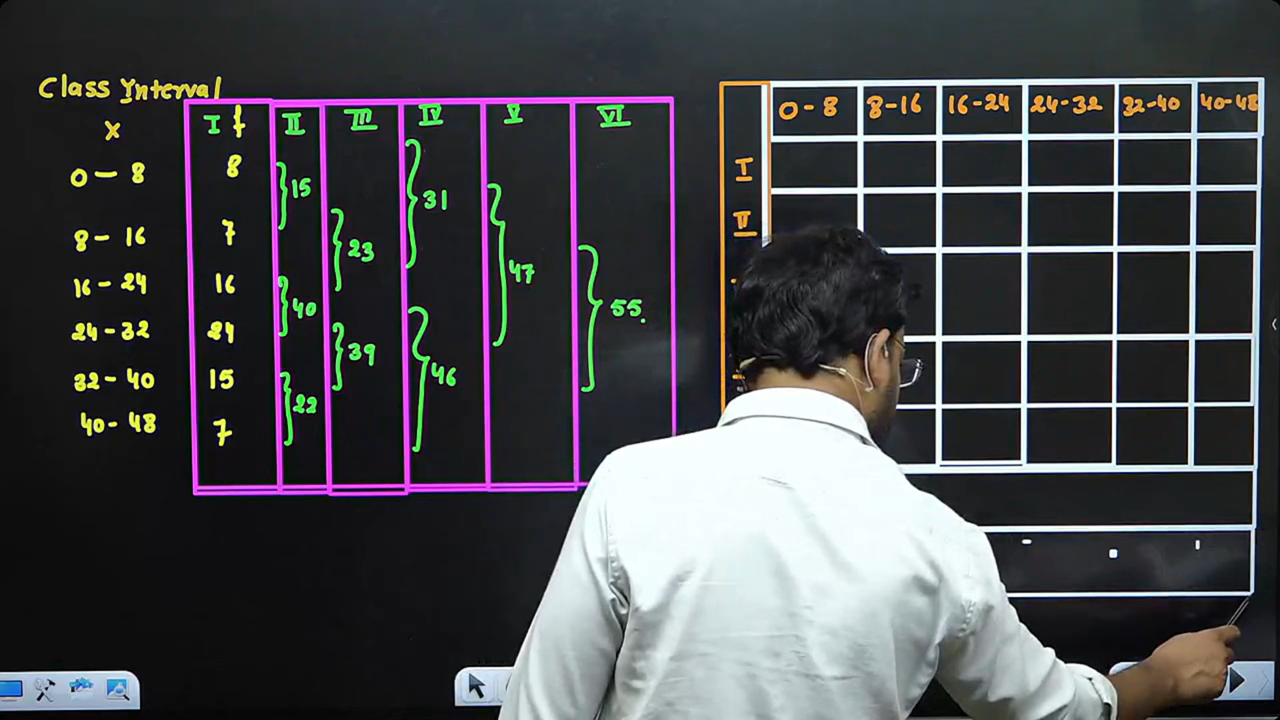 Class Interval
X
I f II III IV V VI
0 - 8 8
8 - 16 7
16 - 24 16
24 - 32 24
32 - 40 15
40 - 48 7
15
40
22
23
39
31
46
47
55.
0 - 8 8-16 16-24 24-32 32-40 40-48
I
II